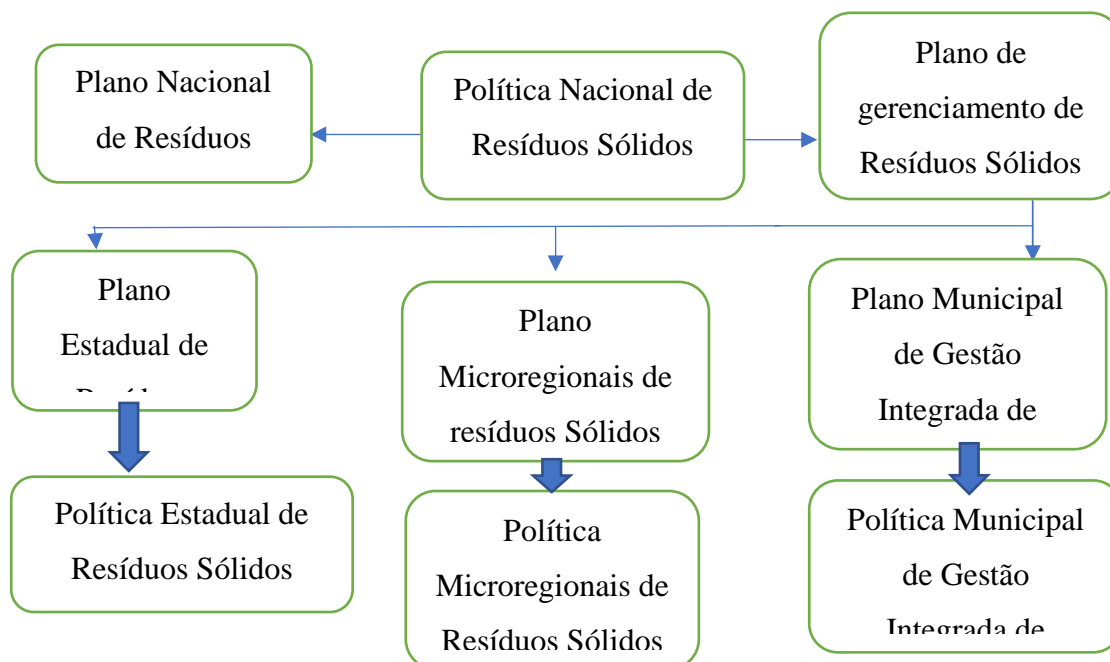 Plano Nacional
de Resíduos
Política Nacional de
Resíduos Sólidos
Plano de
gerenciamento de
Resíduos Sólidos
Plano
Estadual de
Plano
Microregionais de
resíduos Sólidos
Plano Municipal
de Gestão
Integrada de
Política Estadual de
Resíduos Sólidos
Política
Microregionais de
Resíduos Sólidos
Política Municipal
de Gestão
Integrada de